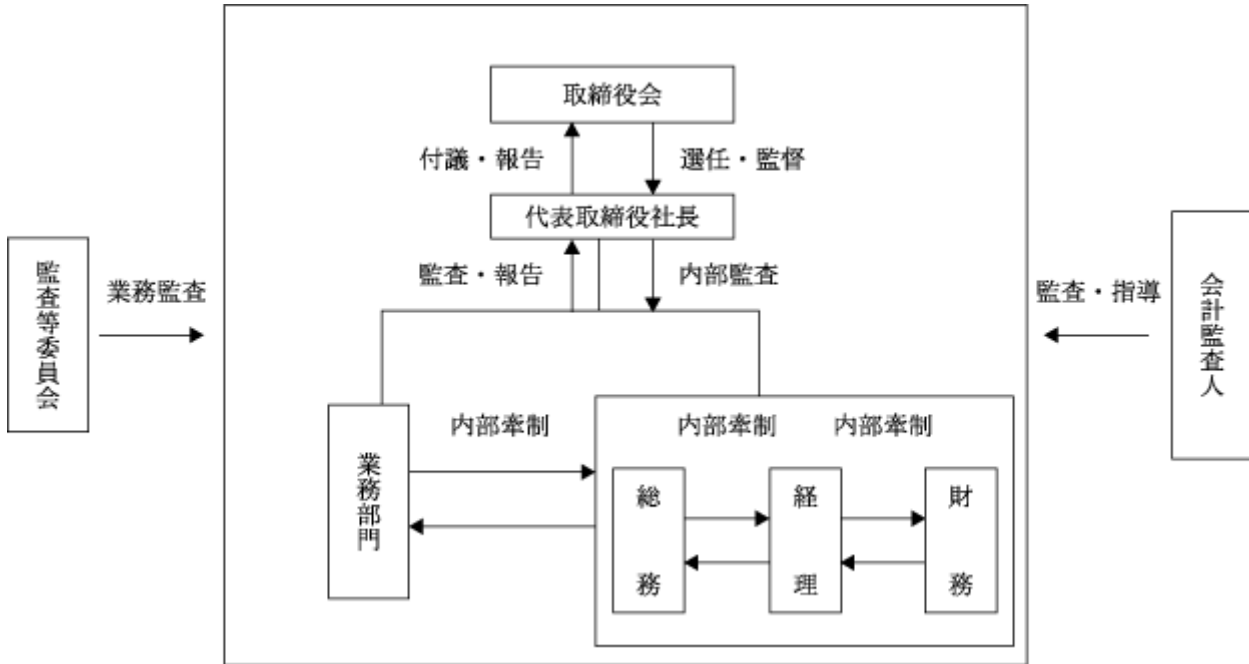 取締役会
付議・報告
選任・監督
代表取締役社長
監査・報告
内部監査
監査等委員会
業務監査
監査・指導
会計監査人
内部牽制
内部牽制
内部牽制
業務部門
総務
経理
財務